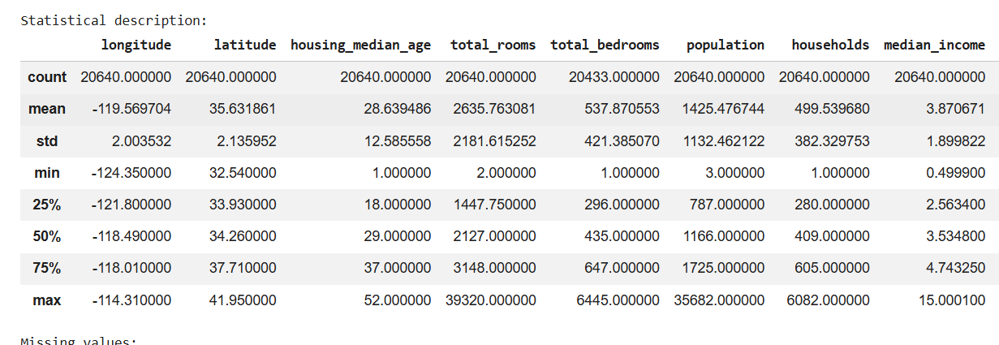 Statistical description:
longitude latitude housing_median_age total_rooms total_bedrooms population households median_income
count 20640.000000 20640.000000 20640.000000 20640.000000 20433.000000 20640.000000 20640.000000 20640.000000
mean -119.569704 35.631861 28.639486 2635.763081 537.870553 1425.476744 499.539680 3.870671
std 2.003532 2.135952 12.585558 2181.615252 421.385070 1132.462122 382.329753 1.899822
min -124.350000 32.540000 1.000000 2.000000 1.000000 3.000000 1.000000 0.499900
25% -121.800000 33.930000 18.000000 1447.750000 296.000000 787.000000 280.000000 2.563400
50% -118.490000 34.260000 29.000000 2127.000000 435.000000 1166.000000 409.000000 3.534800
75% -118.010000 37.710000 37.000000 3148.000000 647.000000 1725.000000 605.000000 4.743250
max -114.310000 41.950000 52.000000 39320.000000 6445.000000 35682.000000 6082.000000 15.000100
Missing values: